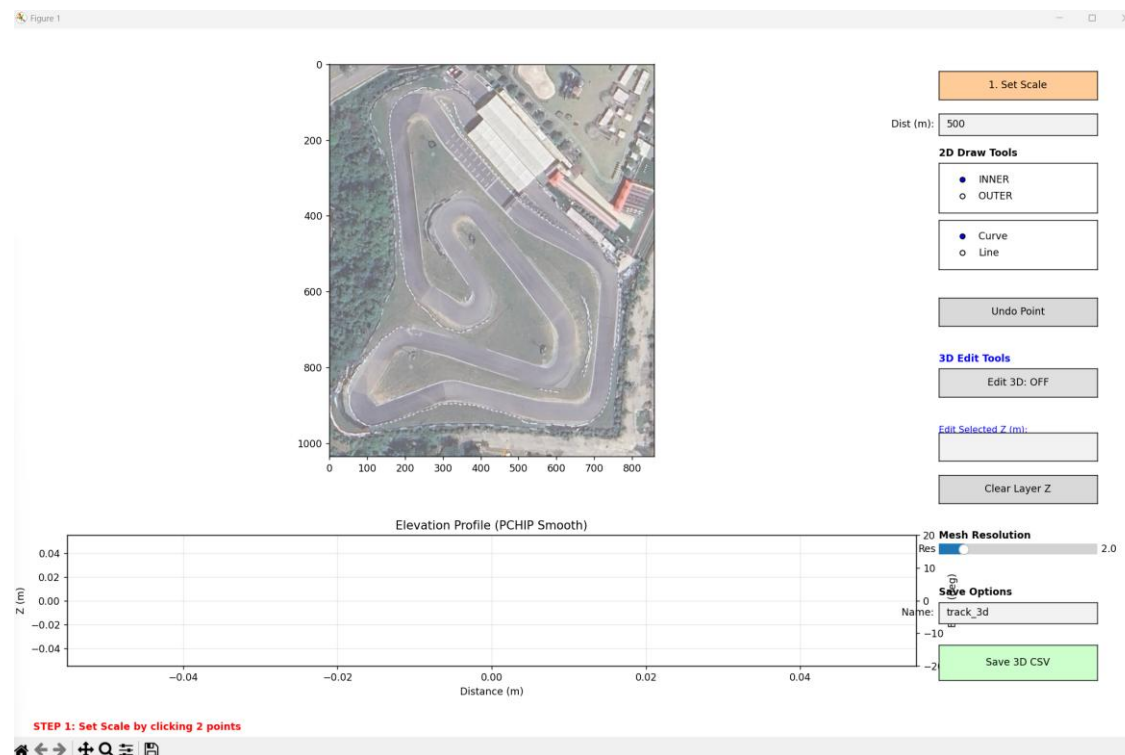 Figure 1
1. Set Scale
Dist (m): 500
2D Draw Tools
INNER
OUTER
Curve
Line
Undo Point
3D Edit Tools
Edit 3D: OFF
Edit Selected Z (m):
Clear Layer Z
Mesh Resolution
Res 2.0
Save Options
Name: track_3d
Save 3D CSV
0
200
400
600
800
1000
0 100 200 300 400 500 600 700 800
Elevation Profile (PCHIP Smooth)
Z (m)
0.04
0.02
0.00
−0.02
−0.04
20
10
0
−10
−0.04 −0.02 0.00 0.02 0.04
Distance (m)
STEP 1: Set Scale by clicking 2 points